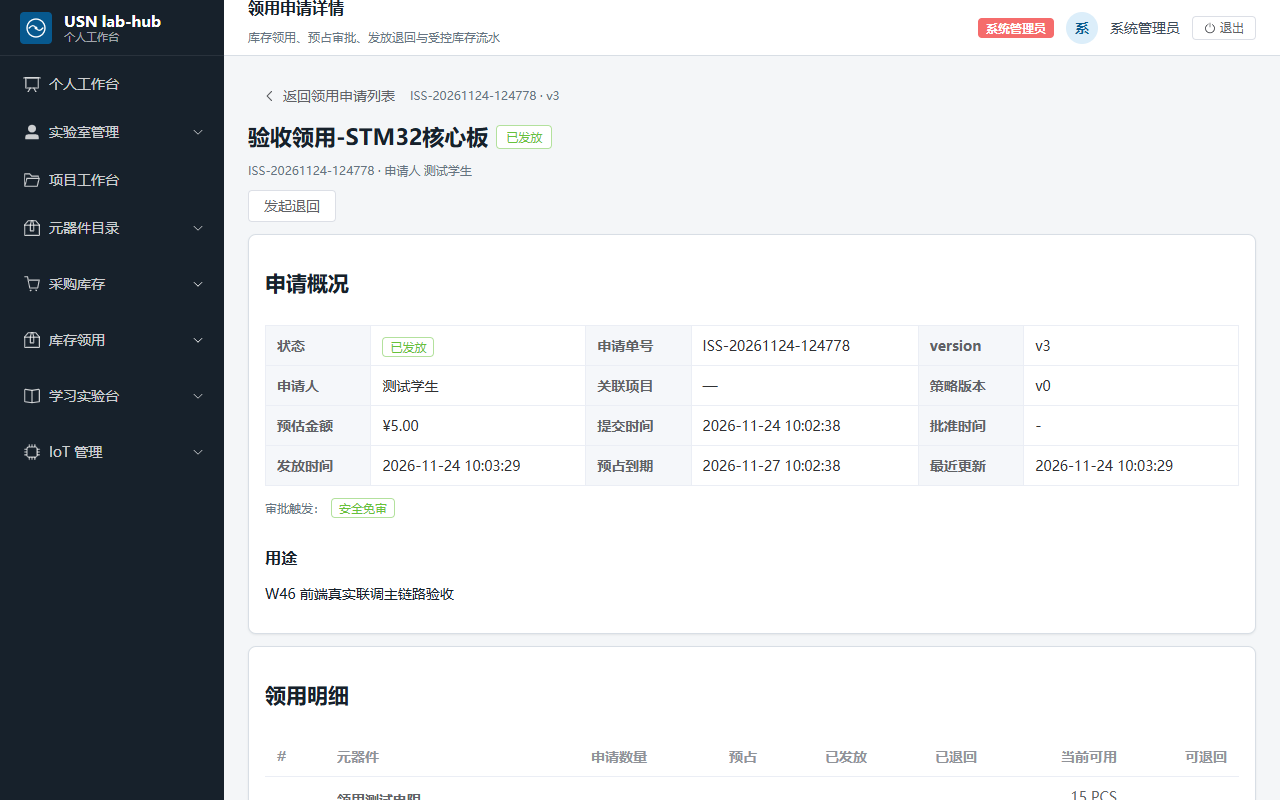 USN lab-hub
个人工作台
个人工作台
实验室管理
项目工作台
元器件目录
采购库存
库存领用
学习实验台
IoT 管理
领用申请详情
库存领用、预占审批、发放退回与受控库存流水
系统管理员
系
系统管理员
退出
返回领用申请列表 ISS-20261124-124778 · v3
验收领用-STM32核心板 已发放
ISS-20261124-124778 · 申请人 测试学生
发起退回
申请概况
状态 已发放 申请单号 ISS-20261124-124778 version v3
申请人 测试学生 关联项目 — 策略版本 v0
预估金额 ¥5.00 提交时间 2026-11-24 10:02:38 批准时间 -
发放时间 2026-11-24 10:03:29 预占到期 2026-11-27 10:02:38 最近更新 2026-11-24 10:03:29
审批触发： 安全免审
用途
W46 前端真实联调主链路验收
领用明细
# 元器件 申请数量 预占 已发放 已退回 当前可用 可退回
领用测试电阻 15 PCS